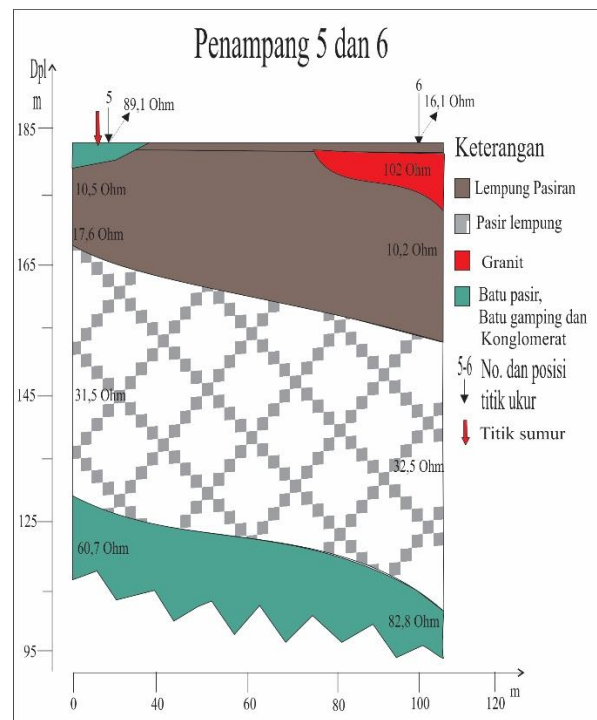 Penampang 5 dan 6
Dpl
m
5
89,1 Ohm
6
16,1 Ohm
185
165
145
125
95
10,5 Ohm
17,6 Ohm
102 Ohm
10,2 Ohm
31,5 Ohm
32,5 Ohm
60,7 Ohm
82,8 Ohm
0
40
60
80
100
120
m
Keterangan
Lempung Pasiran
Pasir lempung
Granit
Batu pasir,
Batu gamping dan
Konglomerat
5-6 No. dan posisi
titik ukur
Titik sumur